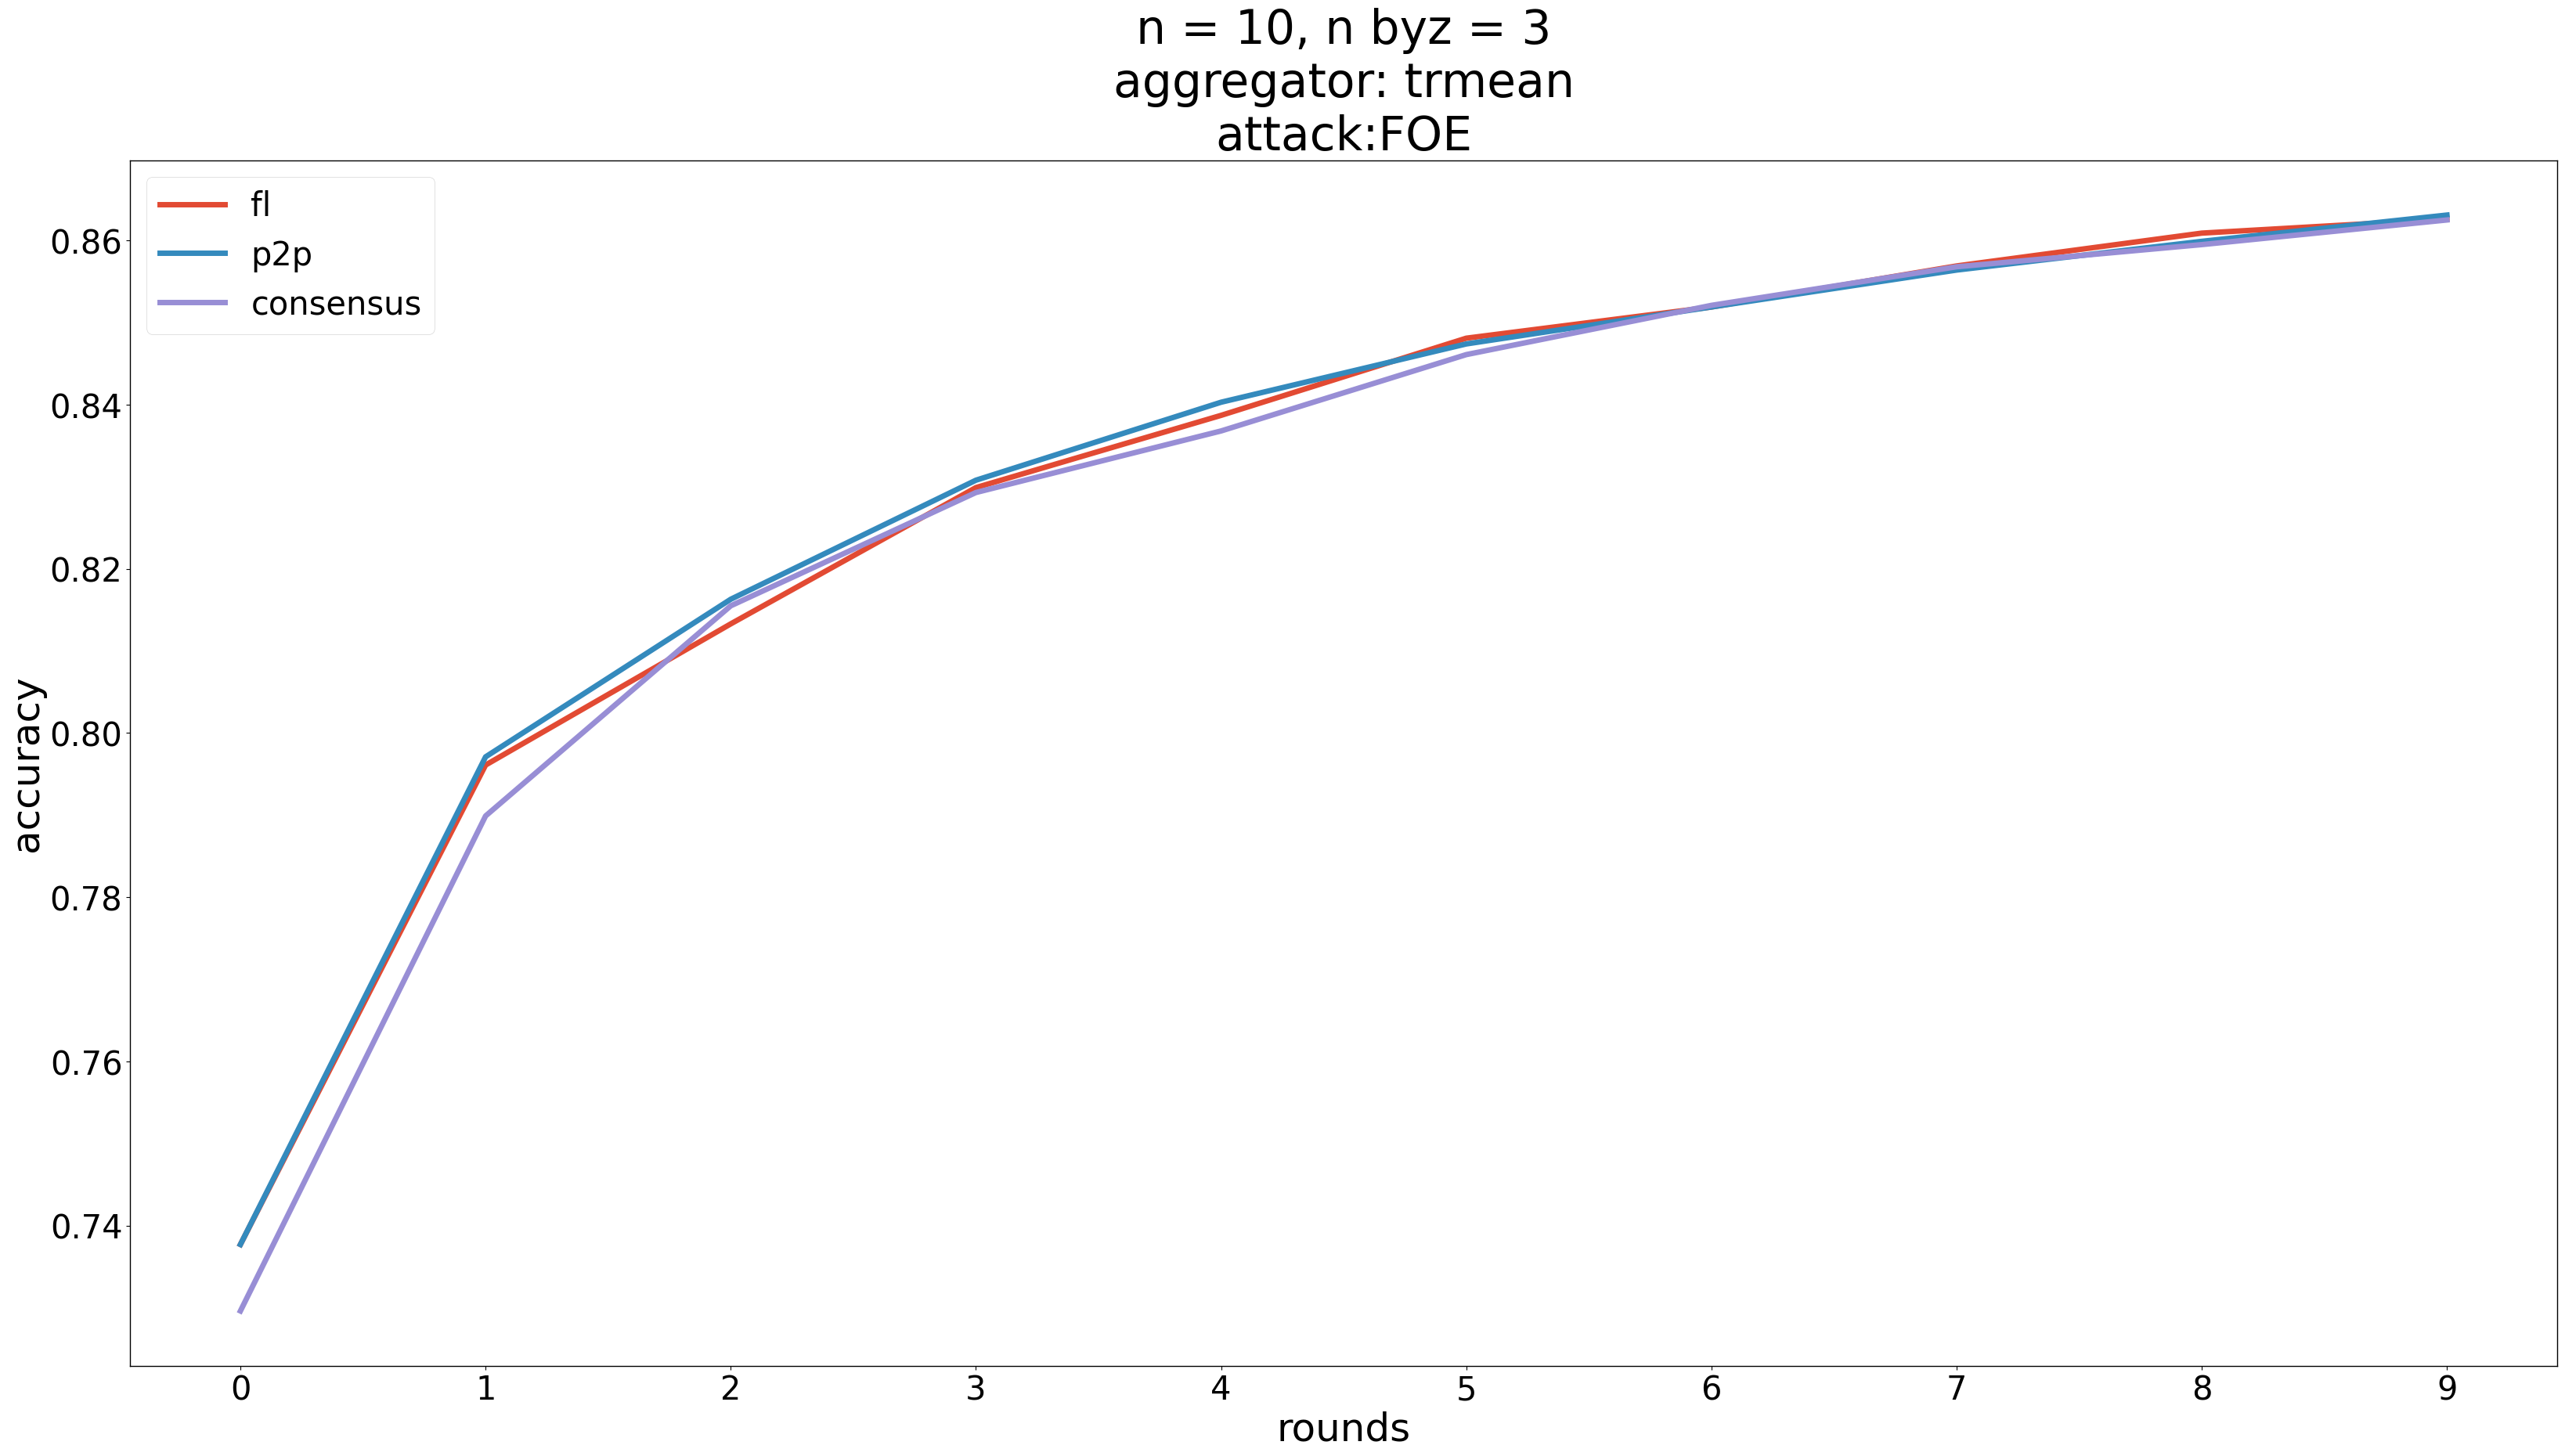 n = 10, n byz = 3
aggregator: trmean
attack:FOE
fl
p2p
consensus
accuracy
0.86
0.84
0.82
0.80
0.78
0.76
0.74
0 1 2 3 4 5 6 7 8 9
rounds